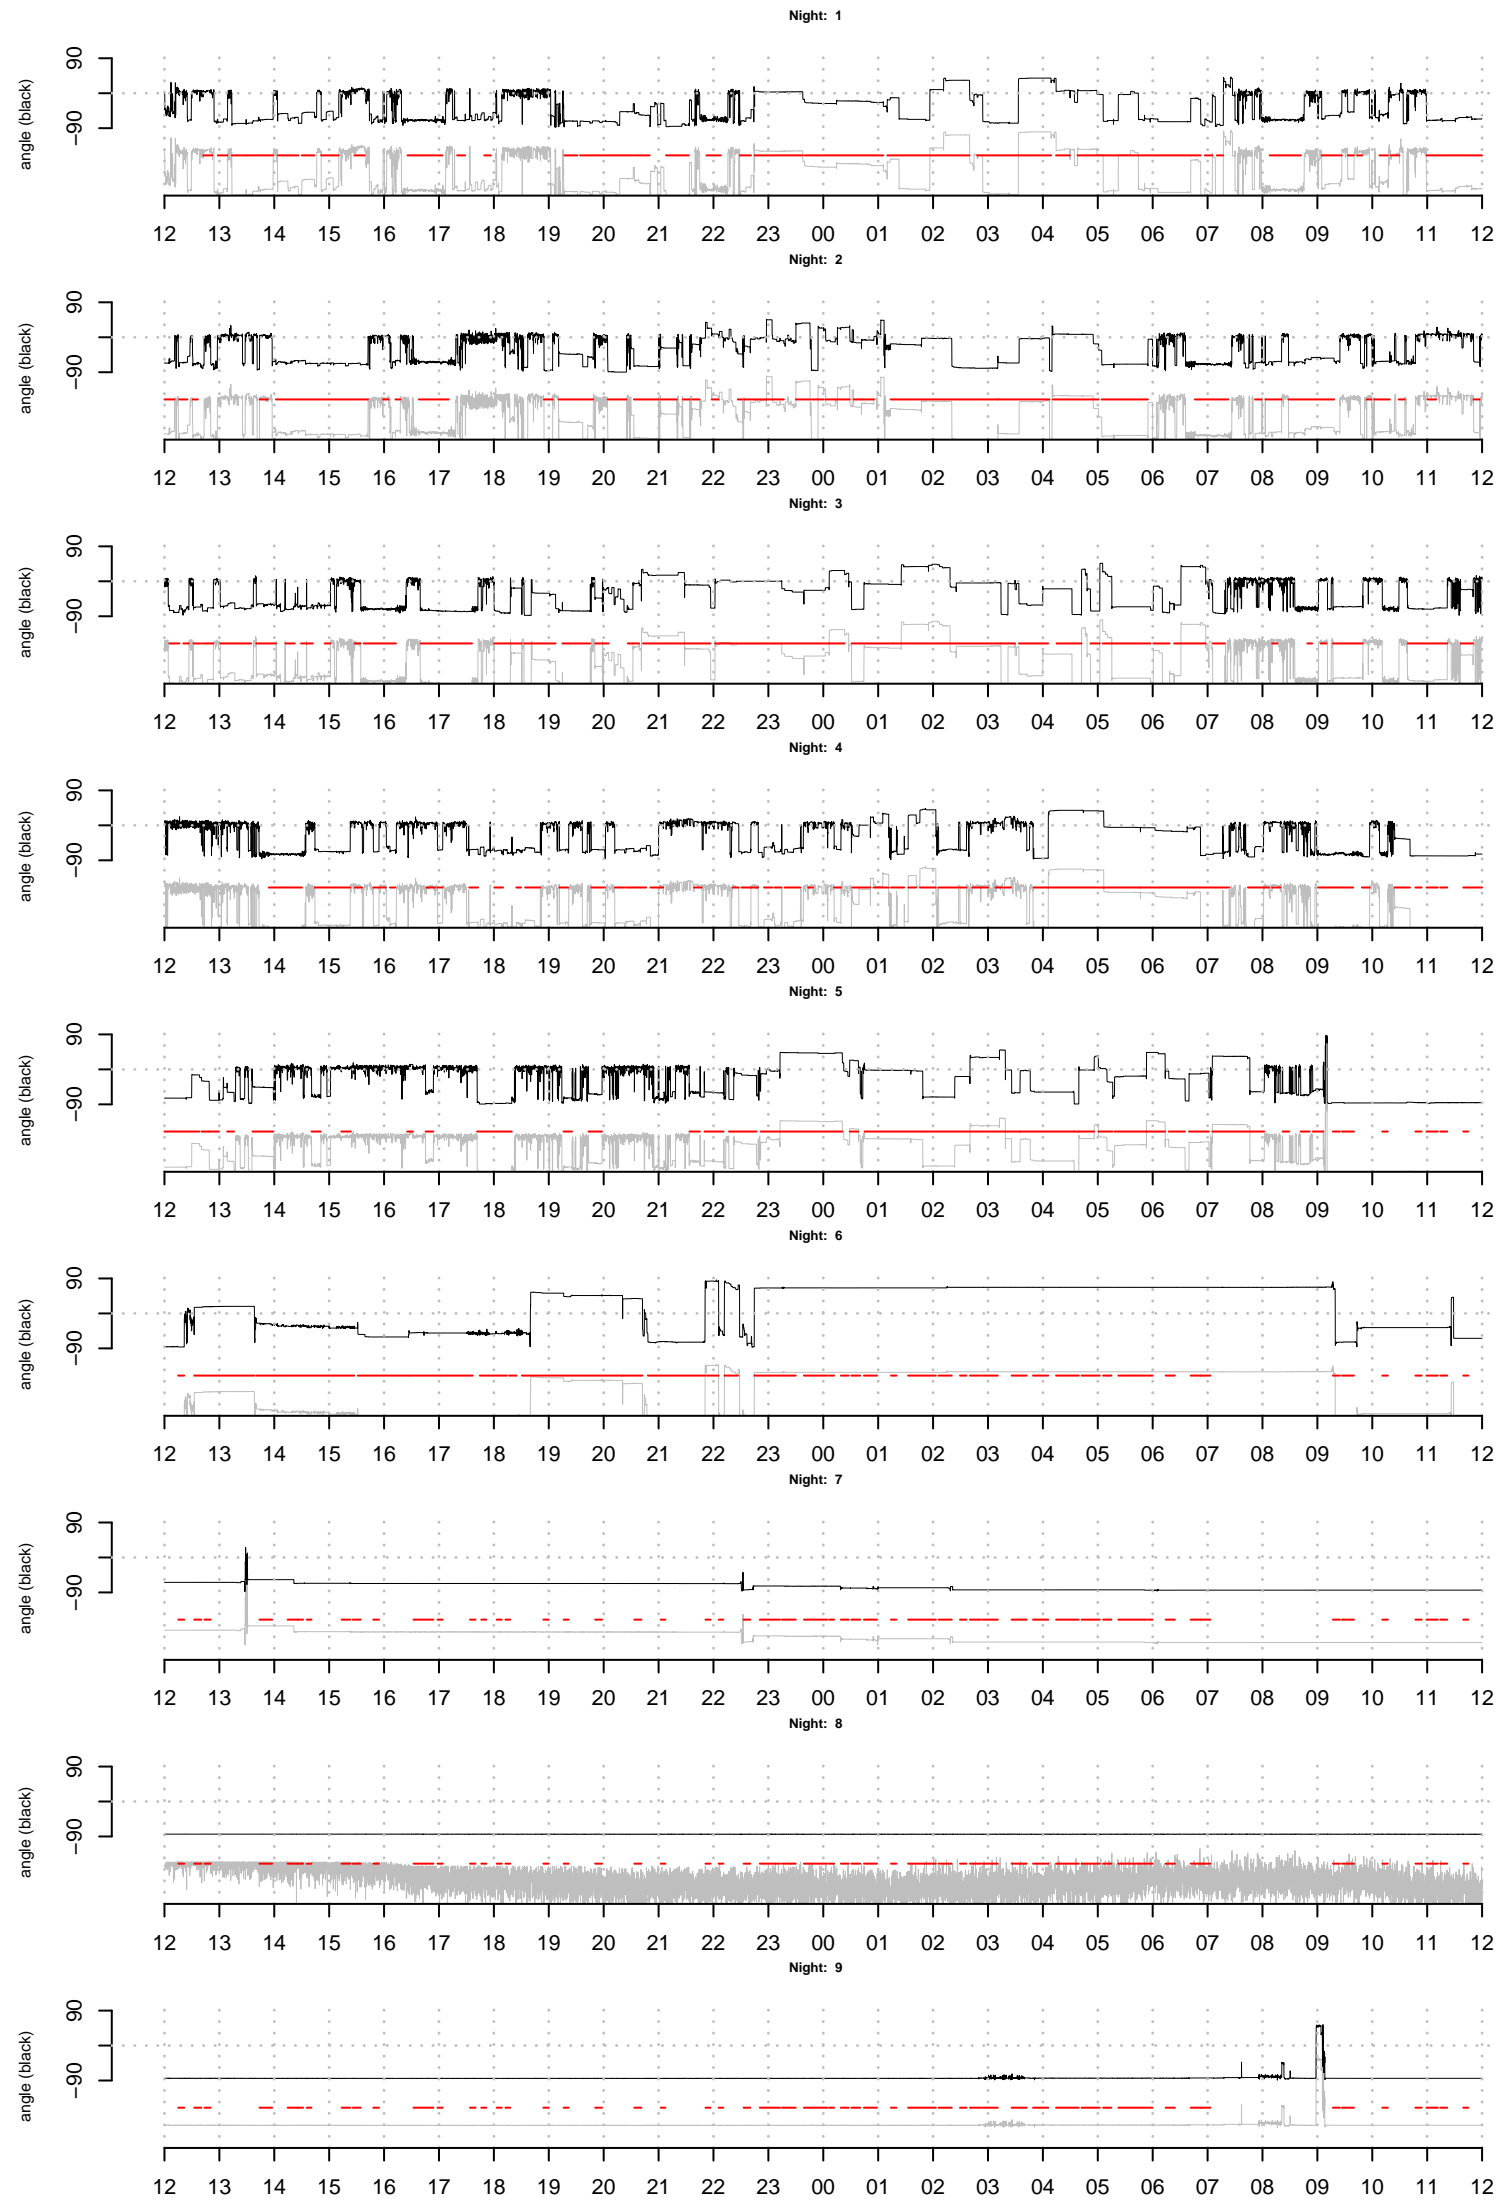 Night: 1
90
-90
angle (black)
12 13 14 15 16 17 18 19 20 21 22 23 00 01 02 03 04 05 06 07 08 09 10 11 12
Night: 2
90
-90
angle (black)
12 13 14 15 16 17 18 19 20 21 22 23 00 01 02 03 04 05 06 07 08 09 10 11 12
Night: 3
90
-90
angle (black)
12 13 14 15 16 17 18 19 20 21 22 23 00 01 02 03 04 05 06 07 08 09 10 11 12
Night: 4
90
-90
angle (black)
12 13 14 15 16 17 18 19 20 21 22 23 00 01 02 03 04 05 06 07 08 09 10 11 12
Night: 5
90
-90
angle (black)
12 13 14 15 16 17 18 19 20 21 22 23 00 01 02 03 04 05 06 07 08 09 10 11 12
Night: 6
90
-90
angle (black)
12 13 14 15 16 17 18 19 20 21 22 23 00 01 02 03 04 05 06 07 08 09 10 11 12
Night: 7
90
-90
angle (black)
12 13 14 15 16 17 18 19 20 21 22 23 00 01 02 03 04 05 06 07 08 09 10 11 12
Night: 8
90
-90
angle (black)
12 13 14 15 16 17 18 19 20 21 22 23 00 01 02 03 04 05 06 07 08 09 10 11 12
Night: 9
90
-90
angle (black)
12 13 14 15 16 17 18 19 20 21 22 23 00 01 02 03 04 05 06 07 08 09 10 11 12